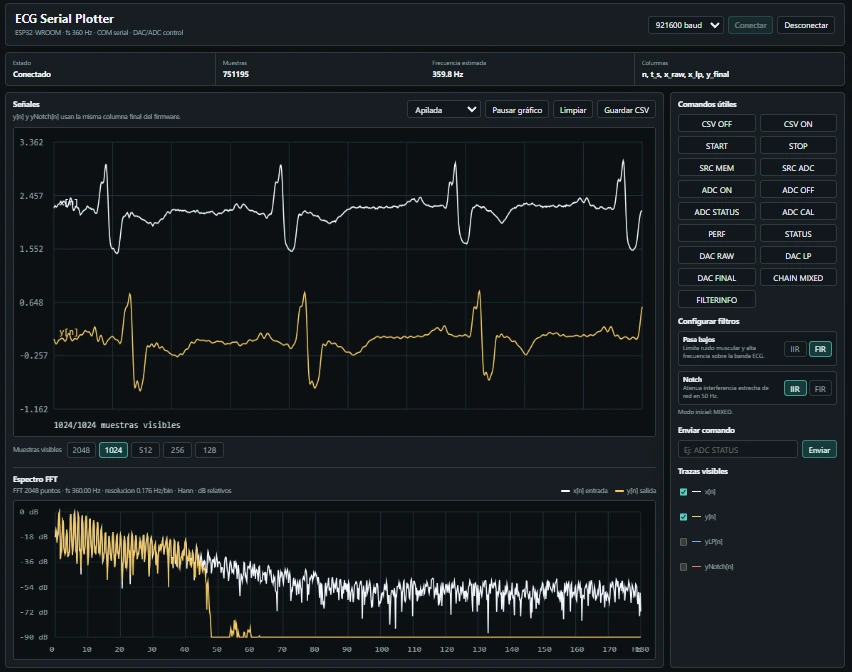 ECG Serial Plotter
ESP32-WROOM · fs 360 Hz · COM serial · DAC/ADC control
921600 baud
Conectar
Desconectar
Estado
Conectado
Muestras
751195
Frecuencia estimada
359.8 Hz
Columnas
n, t_s, x_raw, x_lp, y_final
Señales
y[n] y yNotch[n] usan la misma columna final del firmware.
Apilada
Pausar gráfico
Limpiar
Guardar CSV
3.362
2.457
1.552
0.648
-0.257
-1.162
x[n]
y[n]
1024/1024 muestras visibles
Muestras visibles
2048
1024
512
256
128
Espectro FFT
FFT 2048 puntos · fs 360.00 Hz · resolucion 0.176 Hz/bin · Hann · dB relativos
x[n] entrada
y[n] salida
0 dB
-18 dB
-36 dB
-54 dB
-72 dB
-90 dB
0 10 20 30 40 50 60 70 80 90 100 110 120 130 140 150 160 170 180
Comandos útiles
CSV OFF
CSV ON
START
STOP
SRC MEM
SRC ADC
ADC ON
ADC OFF
ADC STATUS
ADC CAL
PERF
STATUS
DAC RAW
DAC LP
DAC FINAL
CHAIN MIXED
FILTERINFO
Configurar filtros
Pasa bajos
Limita ruido muscular y alta
frecuencia sobre la banda ECG.
IIR
FIR
Notch
Atenua interferencia estrecha de
red en 50 Hz.
IIR
FIR
Modo inicial: MIXED.
Enviar comando
Ej: ADC STATUS
Enviar
Trazas visibles
x[n]
y[n]
yLP[n]
yNotch[n]